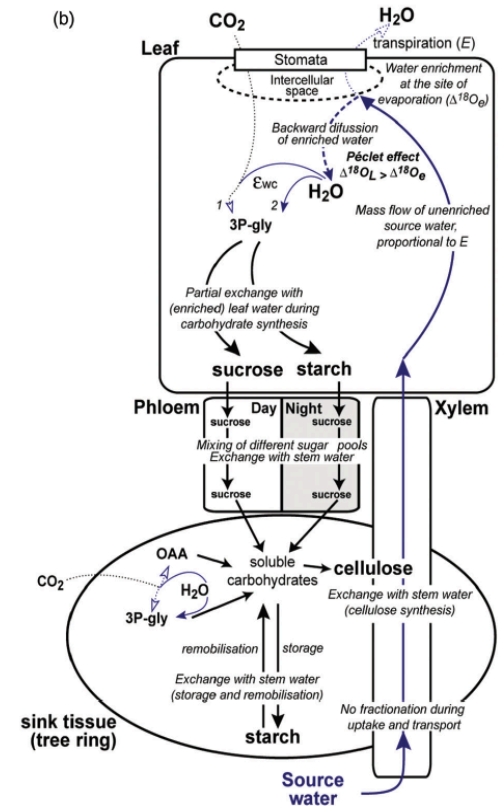 (b)
CO2
H2O
transpiration (E)
Leaf
Stomata
Intercellular
space
Water enrichment
at the site of
evaporation (Δ18Oe)
Backward difussion
of enriched water
Péclet effect
Δ18OL > Δ18Oe
εwc
H2O
1
2
3P-gly
Mass flow of unenriched
source water,
proportional to E
Partial exchange with
(enriched) leaf water during
carbohydrate synthesis
sucrose
starch
Phloem
Day
Night
Xylem
sucrose
sucrose
Mixing of different sugar pools
Exchange with stem water
sucrose
sucrose
OAA
soluble
carbohydrates
cellulose
CO2
H2O
3P-gly
Exchange with stem water
(cellulose synthesis)
remobilisation
storage
Exchange with stem water
(storage and remobilisation)
starch
No fractionation during
uptake and transport
sink tissue
(tree ring)
Source
water